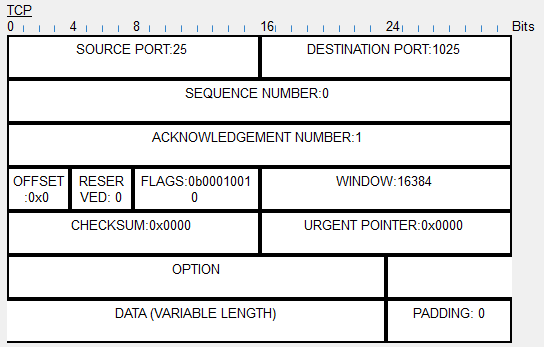 TCP
0 4 8 16 24 Bits
SOURCE PORT:25 DESTINATION PORT:1025
SEQUENCE NUMBER:0
ACKNOWLEDGEMENT NUMBER:1
OFFSET RESER FLAGS:0b0001001 WINDOW:16384
:0x0 VED: 0 0
CHECKSUM:0x0000 URGENT POINTER:0x0000
OPTION
DATA (VARIABLE LENGTH) PADDING: 0